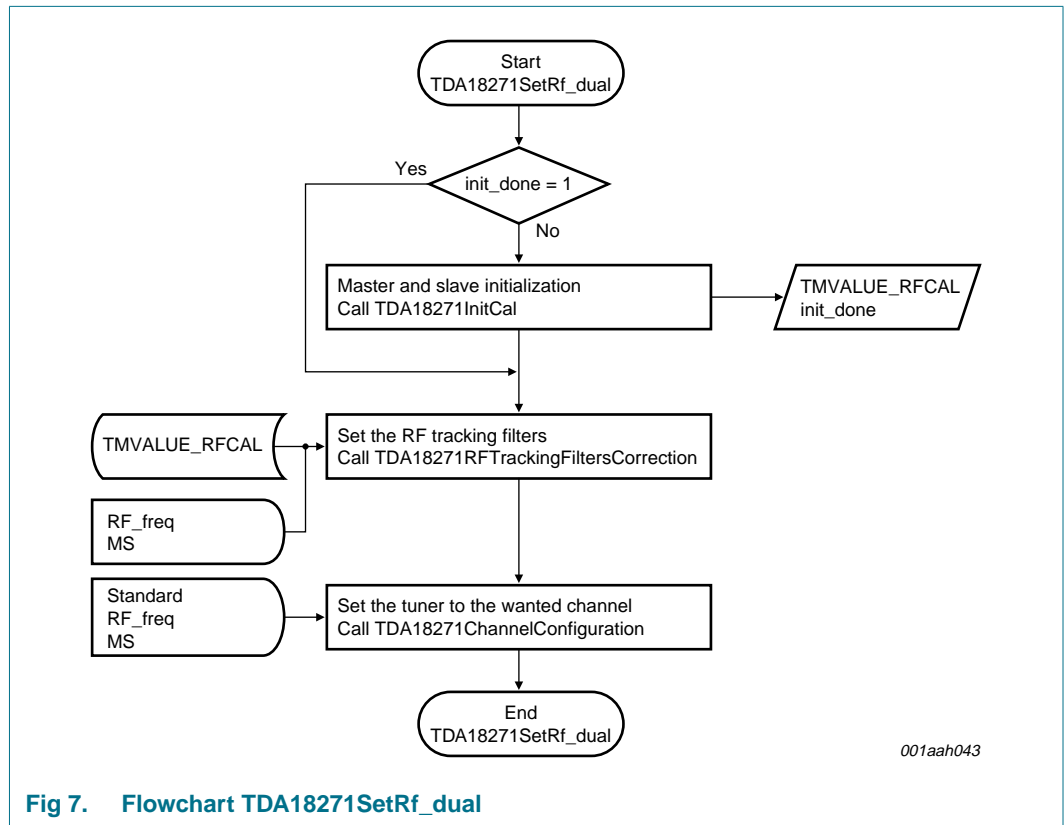 Start
TDA18271SetRf_dual
Yes
init_done = 1
No
Master and slave initialization
Call TDA18271InitCal
TMVALUE_RFCAL
init_done
TMVALUE_RFCAL
Set the RF tracking filters
Call TDA18271RFTrackingFiltersCorrection
RF_freq
MS
Standard
RF_freq
MS
Set the tuner to the wanted channel
Call TDA18271ChannelConfiguration
End
TDA18271SetRf_dual
001aah043
Fig 7. Flowchart TDA18271SetRf_dual